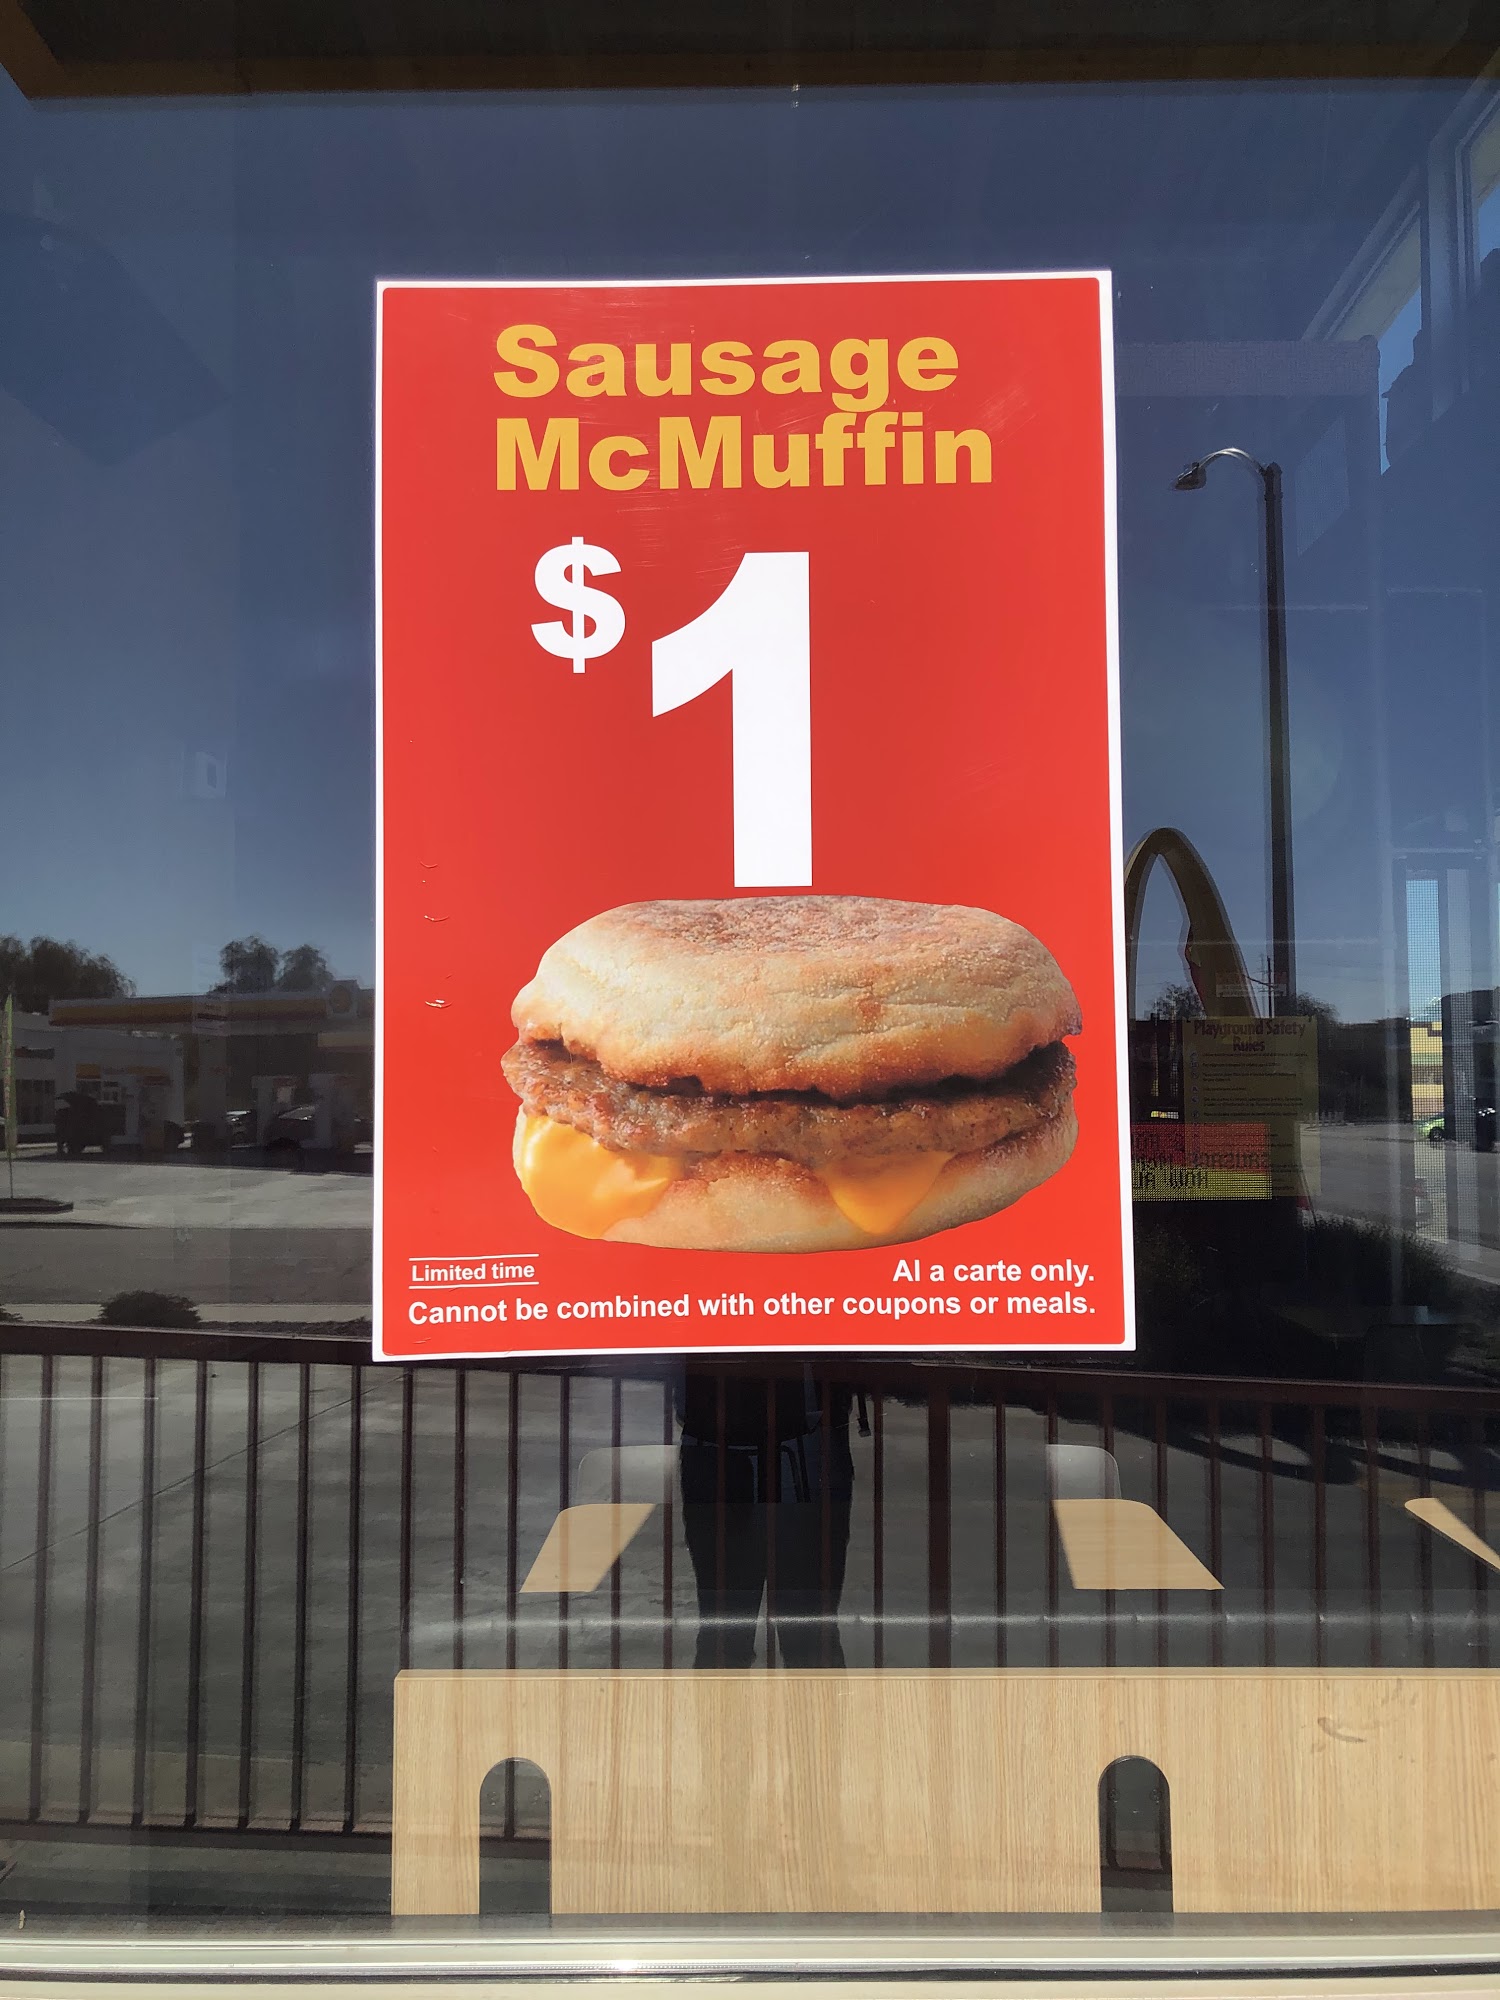 Sausage
McMuffin
$1
Limited time
Al a carte only.
Cannot be combined with other coupons or meals.
Playground Safety
Rules